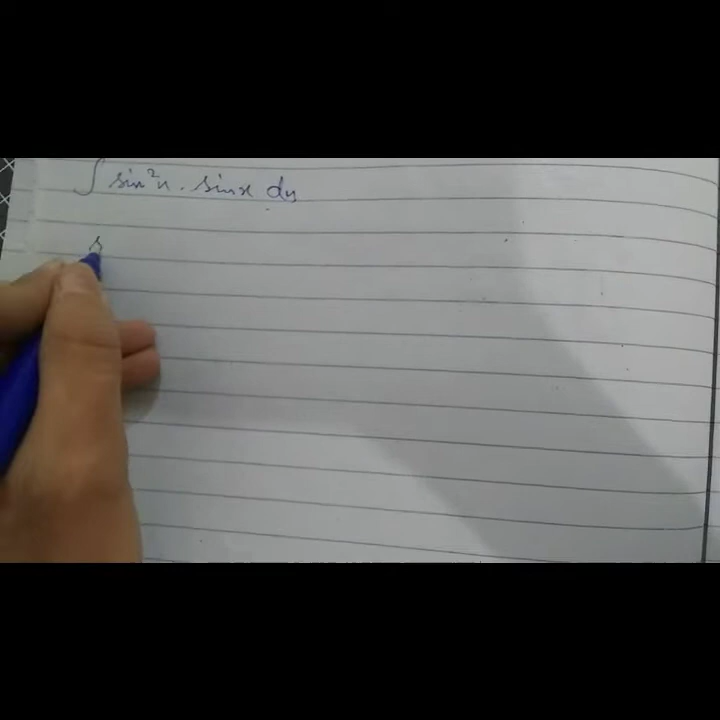 ∫ sin²x . sinx dx
s